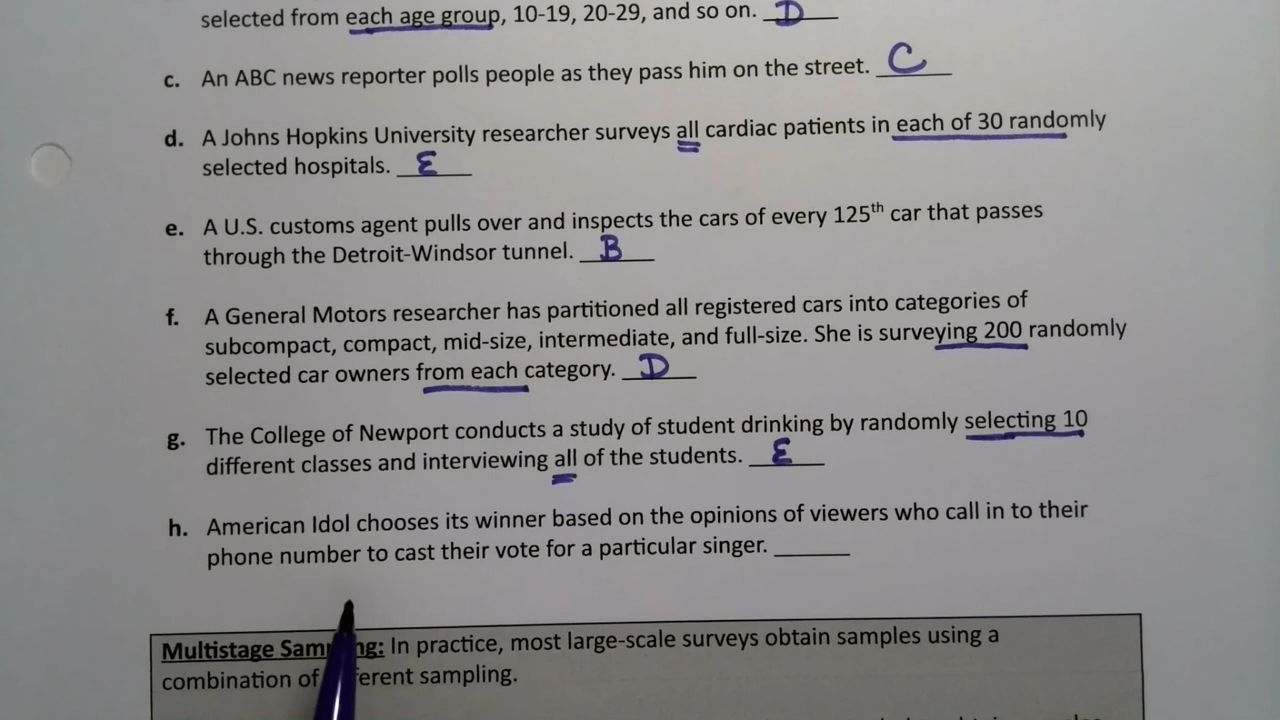 selected from each age group, 10-19, 20-29, and so on. D
c. An ABC news reporter polls people as they pass him on the street. C
d. A Johns Hopkins University researcher surveys all cardiac patients in each of 30 randomly
selected hospitals. E
e. A U.S. customs agent pulls over and inspects the cars of every 125th car that passes
through the Detroit-Windsor tunnel. B
f. A General Motors researcher has partitioned all registered cars into categories of
subcompact, compact, mid-size, intermediate, and full-size. She is surveying 200 randomly
selected car owners from each category. D
g. The College of Newport conducts a study of student drinking by randomly selecting 10
different classes and interviewing all of the students. E
h. American Idol chooses its winner based on the opinions of viewers who call in to their
phone number to cast their vote for a particular singer.
Multistage In practice, most large-scale surveys obtain samples using a
combination of sampling.